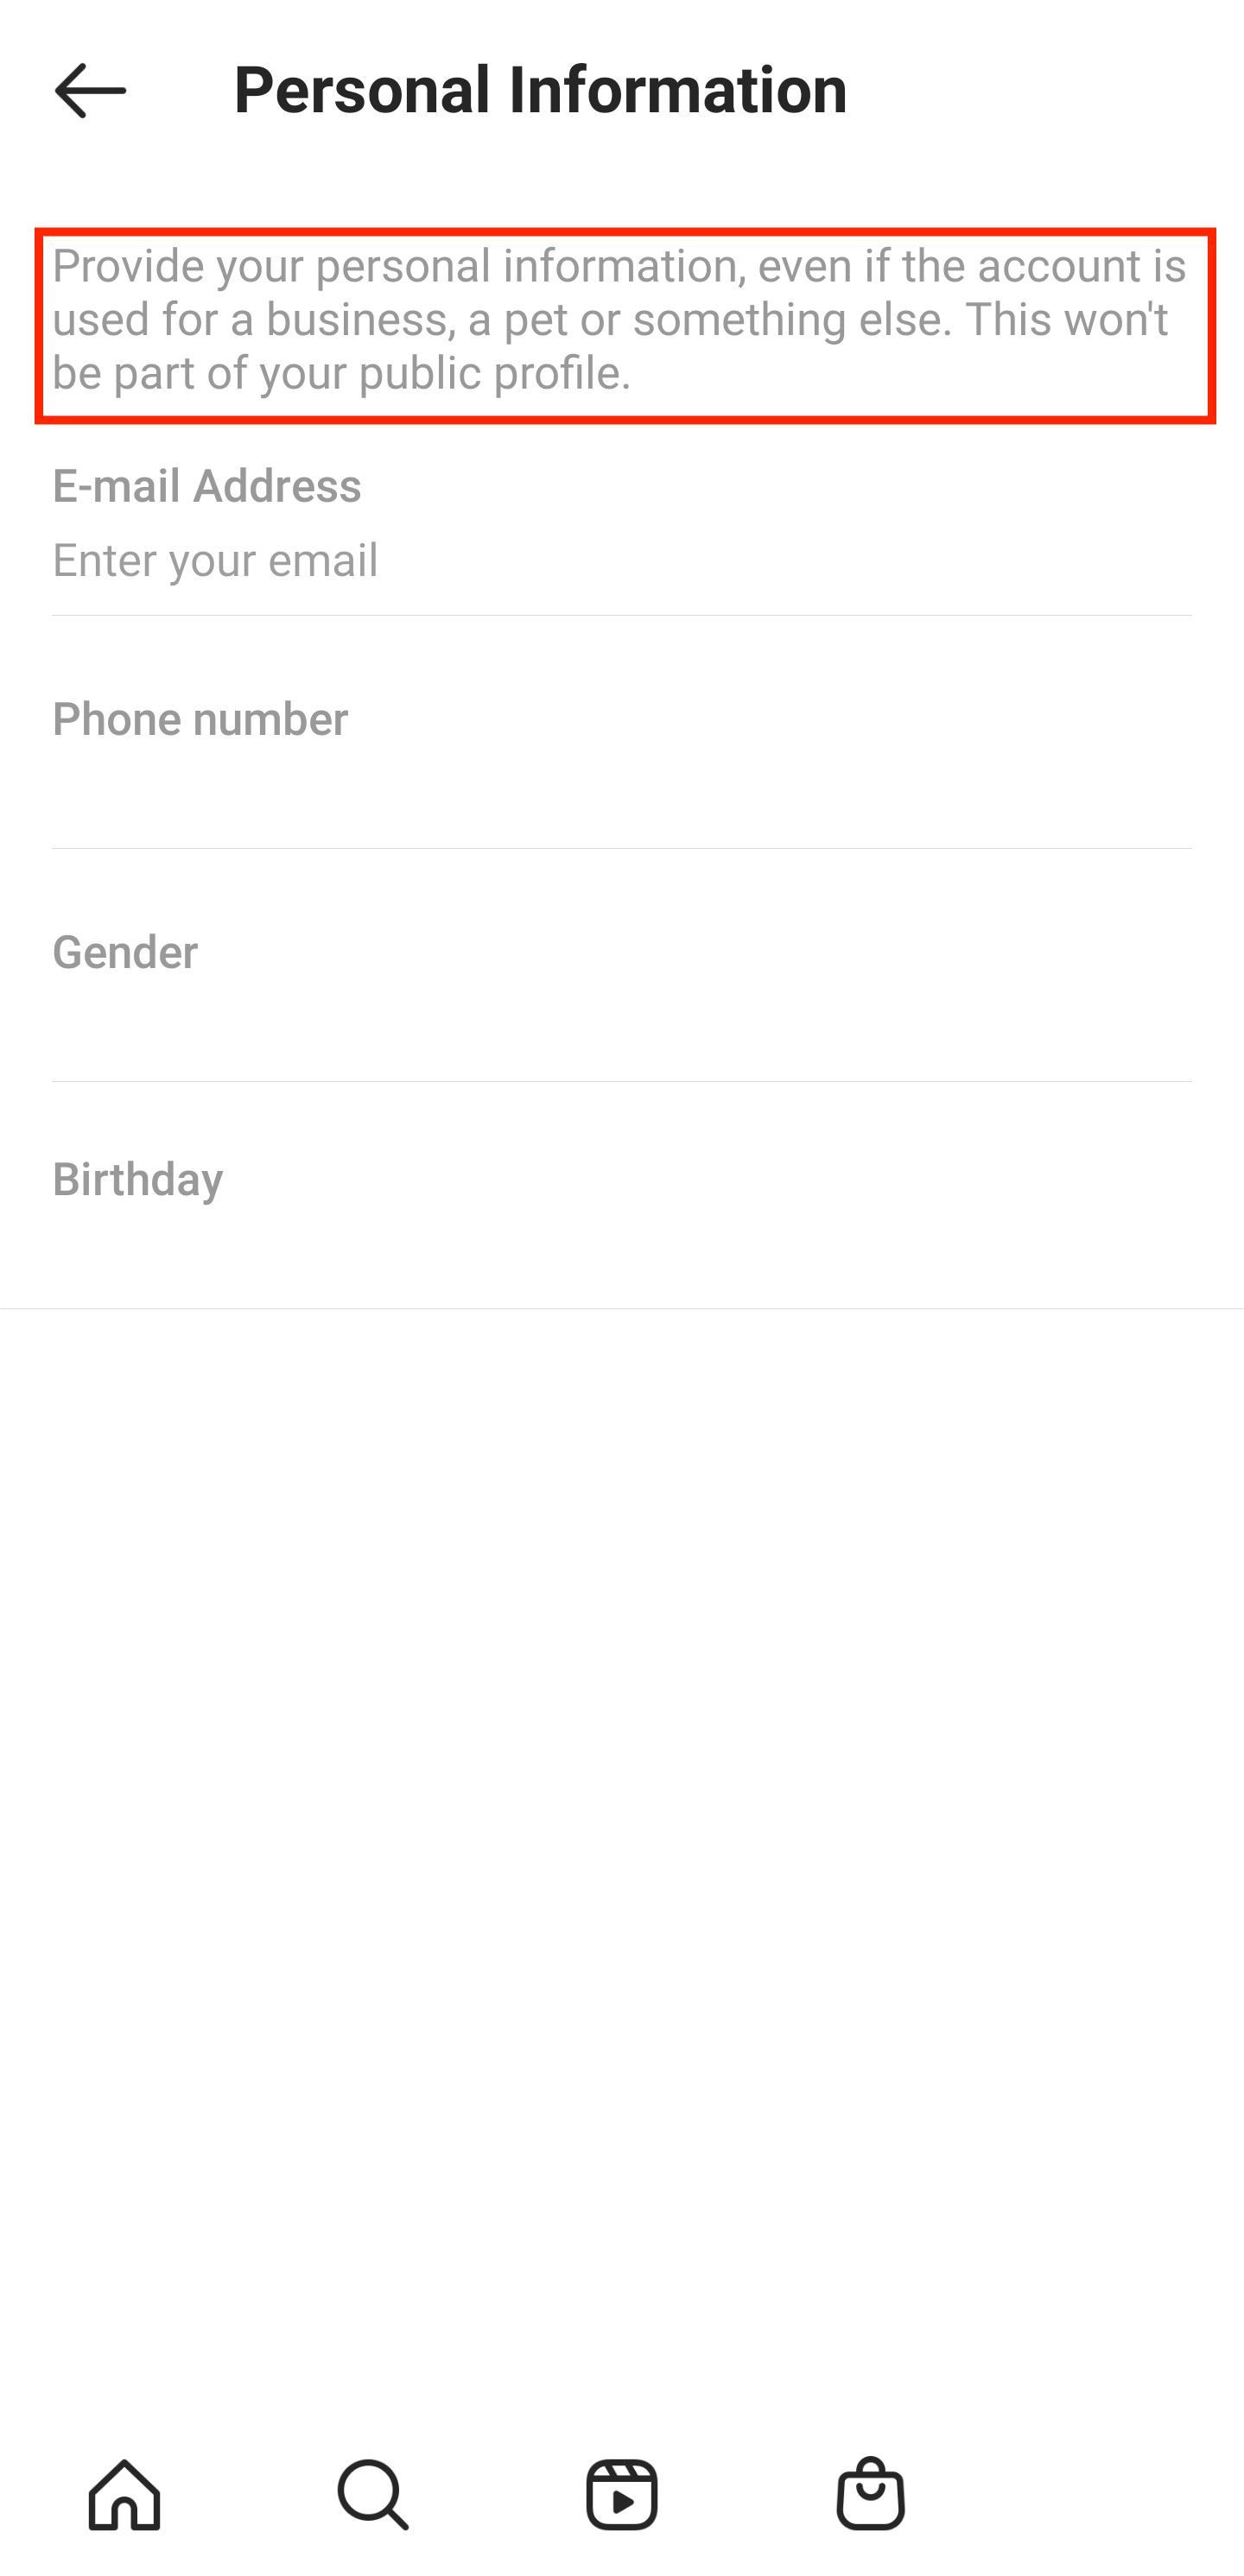 Personal Information
Provide your personal information, even if the account is
used for a business, a pet or something else. This won't
be part of your public profile.
E-mail Address
Enter your email
Phone number
Gender
Birthday